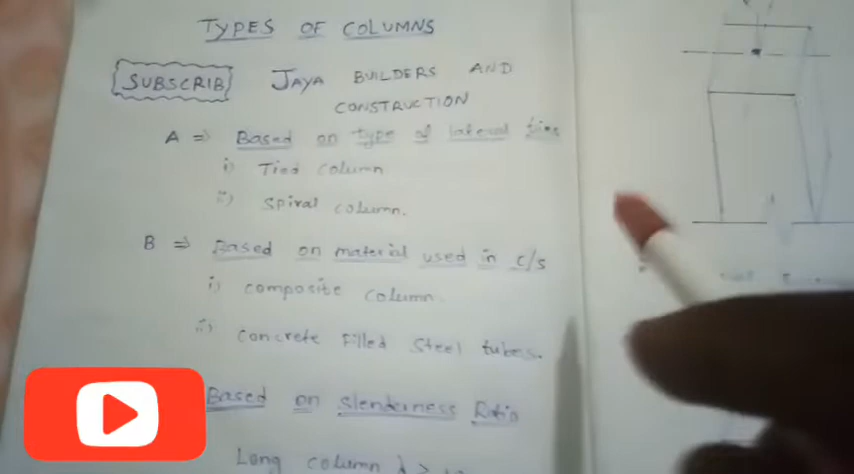 TYPES OF COLUMNS
SUBSCRIB JAYA BUILDERS AND
CONSTRUCTION
A => Based on type of lateral ties
i) Tied column
ii) Spiral column.
B => Based on material used in c/s
i) composite column.
ii) concrete filled steel tubes.
Based on slenderness Ratio
Long column λ >